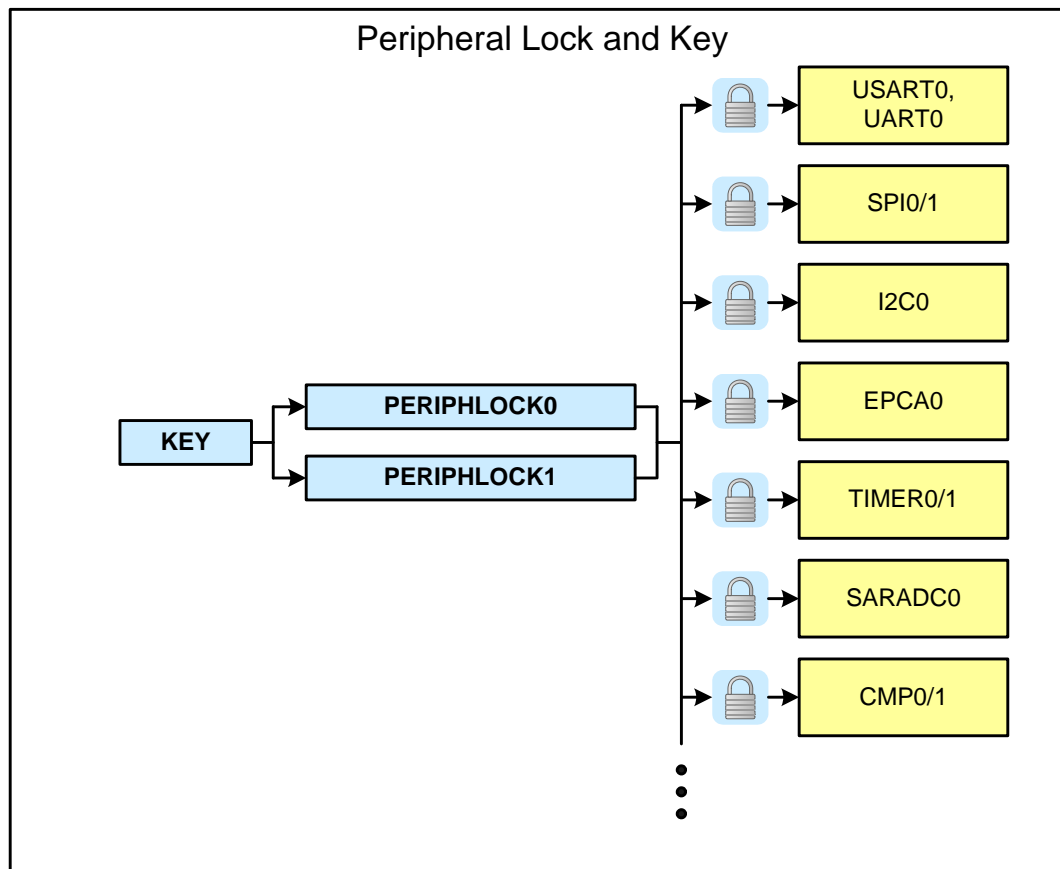 Peripheral Lock and Key
USART0,
UART0
SPI0/1
I2C0
EPCA0
PERIPHLOCK0
KEY
PERIPHLOCK1
TIMER0/1
SARADC0
CMP0/1